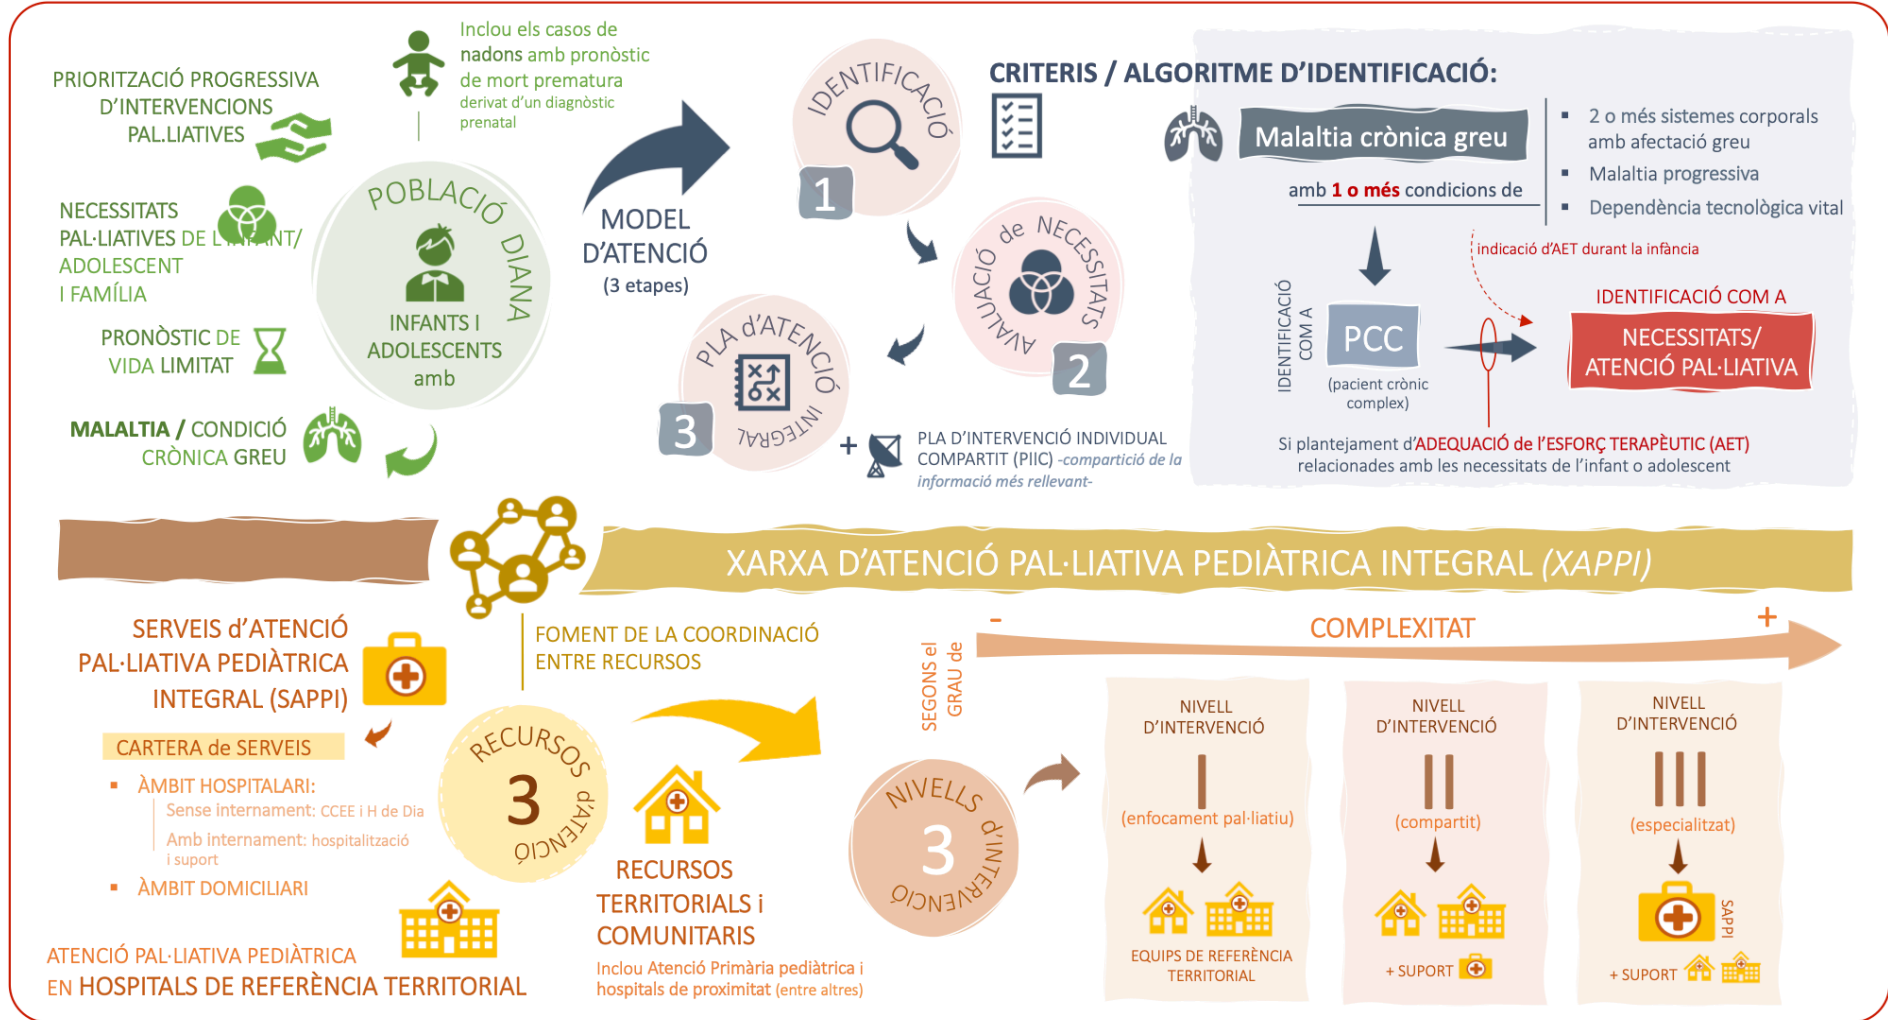 Inclou els casos de
nadons amb pronòstic
de mort prematura
derivat d'un diagnòstic
prenatal
PRIORITZACIÓ PROGRESSIVA
D'INTERVENCIONS
PAL.LIATIVES
NECESSITATS
PAL·LIATIVES DE L'INFANT/
ADOLESCENT
I FAMÍLIA
PRONÒSTIC DE
VIDA LIMITAT
MALALTIA / CONDICIÓ
CRÒNICA GREU
POBLACIÓ DIANA
INFANTS I
ADOLESCENTS
amb
MODEL
D'ATENCIÓ
(3 etapes)
IDENTIFICACIÓ
1
AVALUACIÓ de NECESSITATS
2
PLA d'ATENCIÓ INTEGRAL
3
+
PLA D'INTERVENCIÓ INDIVIDUAL
COMPARTIT (PIIC) -compartició de la
informació més rellevant-
CRITERIS / ALGORITME D'IDENTIFICACIÓ:
Malaltia crònica greu
amb 1 o més condicions de
▪ 2 o més sistemes corporals
amb afectació greu
▪ Malaltia progressiva
▪ Dependència tecnològica vital
indicació d'AET durant la infància
IDENTIFICACIÓ
COM A
PCC
(pacient crònic
complex)
IDENTIFICACIÓ COM A
NECESSITATS/
ATENCIÓ PAL·LIATIVA
Si plantejament d'ADEQUACIÓ de l'ESFORÇ TERAPÈUTIC (AET)
relacionades amb les necessitats de l'infant o adolescent
XARXA D'ATENCIÓ PAL·LIATIVA PEDIÀTRICA INTEGRAL (XAPPI)
SERVEIS d'ATENCIÓ
PAL·LIATIVA PEDIÀTRICA
INTEGRAL (SAPPI)
CARTERA de SERVEIS
▪ ÀMBIT HOSPITALARI:
Sense internament: CCEE i H de Dia
Amb internament: hospitalització
i suport
▪ ÀMBIT DOMICILIARI
ATENCIÓ PAL·LIATIVA PEDIÀTRICA
EN HOSPITALS DE REFERÈNCIA TERRITORIAL
FOMENT DE LA COORDINACIÓ
ENTRE RECURSOS
RECURSOS d'ATENCIÓ
3
RECURSOS
TERRITORIALS i
COMUNITARIS
Inclou Atenció Primària pediàtrica i
hospitals de proximitat (entre altres)
NIVELLS d'INTERVENCIÓ
3
SEGONS el
GRAU de
-
COMPLEXITAT
+
NIVELL
D'INTERVENCIÓ
I
(enfocament pal·liatiu)
EQUIPS DE REFERÈNCIA
TERRITORIAL
NIVELL
D'INTERVENCIÓ
II
(compartit)
+ SUPORT
NIVELL
D'INTERVENCIÓ
III
(especialitzat)
SAPPI
+ SUPORT